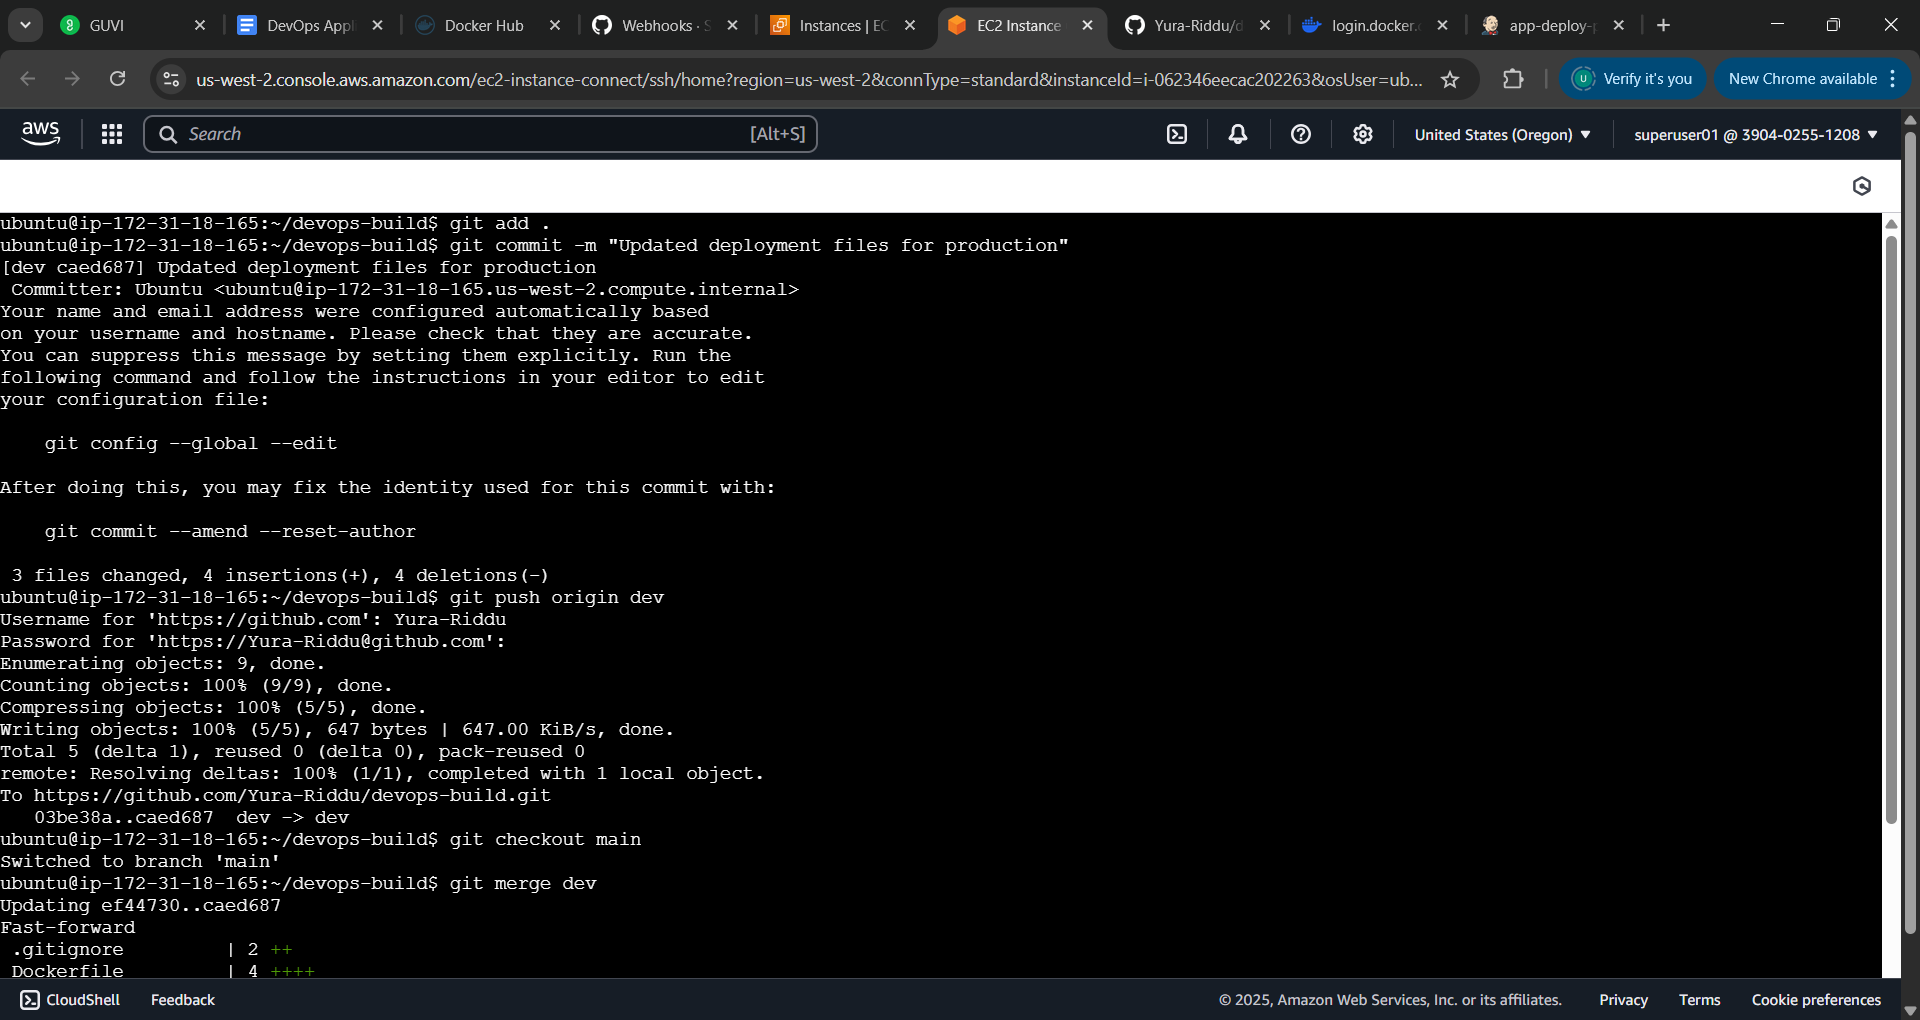 GUVI
DevOps Appl
Docker Hub
Webhooks · S
Instances | EC
EC2 Instance
Yura-Riddu/d
login.docker.
app-deploy-p
us-west-2.console.aws.amazon.com/ec2-instance-connect/ssh/home?region=us-west-2&connType=standard&instanceId=i-062346eecac202263&osUser=ub...
U
Verify it's you
New Chrome available
aws
Search
[Alt+S]
United States (Oregon)
superuser01 @ 3904-0255-1208
ubuntu@ip-172-31-18-165:~/devops-build$ git add .
ubuntu@ip-172-31-18-165:~/devops-build$ git commit -m "Updated deployment files for production"
[dev caed687] Updated deployment files for production
Committer: Ubuntu <ubuntu@ip-172-31-18-165.us-west-2.compute.internal>
Your name and email address were configured automatically based
on your username and hostname. Please check that they are accurate.
You can suppress this message by setting them explicitly. Run the
following command and follow the instructions in your editor to edit
your configuration file:
git config --global --edit
After doing this, you may fix the identity used for this commit with:
git commit --amend --reset-author
3 files changed, 4 insertions(+), 4 deletions(-)
ubuntu@ip-172-31-18-165:~/devops-build$ git push origin dev
Username for 'https://github.com': Yura-Riddu
Password for 'https://Yura-Riddu@github.com':
Enumerating objects: 9, done.
Counting objects: 100% (9/9), done.
Compressing objects: 100% (5/5), done.
Writing objects: 100% (5/5), 647 bytes | 647.00 KiB/s, done.
Total 5 (delta 1), reused 0 (delta 0), pack-reused 0
remote: Resolving deltas: 100% (1/1), completed with 1 local object.
To https://github.com/Yura-Riddu/devops-build.git
03be38a..caed687  dev -> dev
ubuntu@ip-172-31-18-165:~/devops-build$ git checkout main
Switched to branch 'main'
ubuntu@ip-172-31-18-165:~/devops-build$ git merge dev
Updating ef44730..caed687
Fast-forward
.gitignore | 2 ++
Dockerfile | 4 ++++
CloudShell
Feedback
© 2025, Amazon Web Services, Inc. or its affiliates.
Privacy
Terms
Cookie preferences